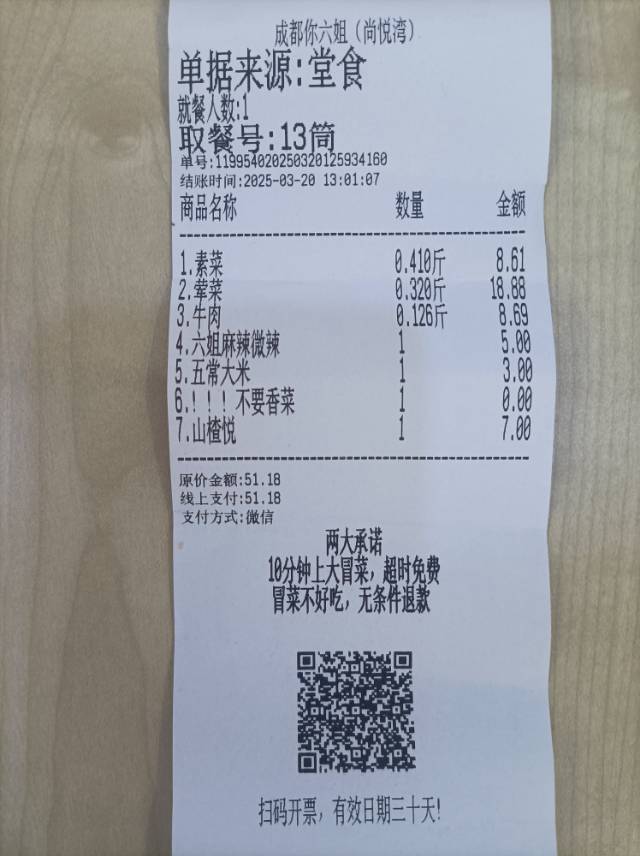 成都你六姐（尚悦湾）
单据来源:堂食
就餐人数:1
取餐号:13筒
单号:119954020250320125934160
结账时间:2025-03-20 13:01:07
商品名称 数量 金额
1.素菜 0.410斤 8.61
2.荤菜 0.320斤 18.88
3.牛肉 0.126斤 8.69
4.六姐麻辣微辣 1 5.00
5.五常大米 1 3.00
6.！！！不要香菜 1 0.00
7.山楂悦 1 7.00
原价金额:51.18
线上支付:51.18
支付方式:微信
两大承诺
10分钟上大冒菜，超时免费
冒菜不好吃，无条件退款
扫码开票，有效日期三十天!